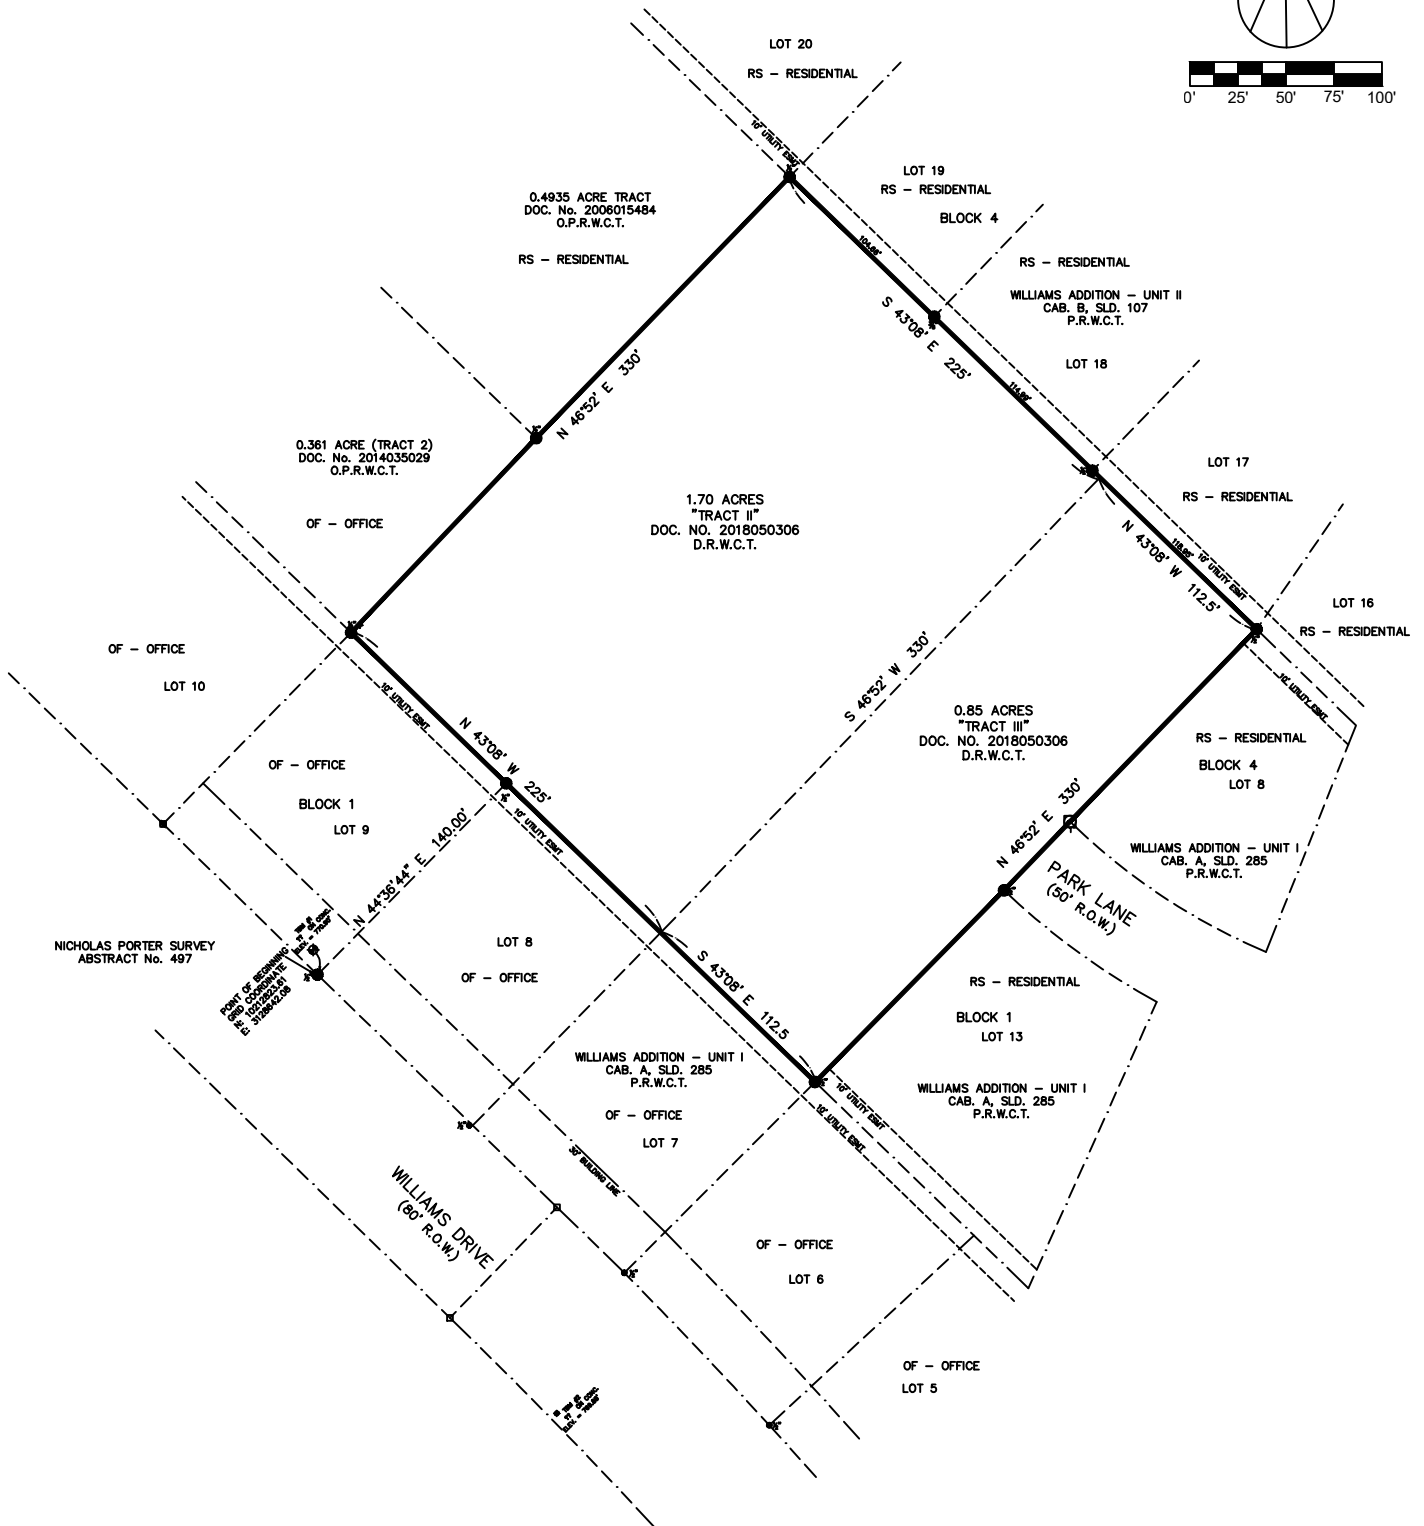 0' 25' 50' 75' 100'
LOT 20
RS - RESIDENTIAL
10' UTILITY ESMT
LOT 19
RS - RESIDENTIAL
BLOCK 4
0.4935 ACRE TRACT
DOC. No. 2006015484
O.P.R.W.C.T.
RS - RESIDENTIAL
RS - RESIDENTIAL
WILLIAMS ADDITION - UNIT II
CAB. B, SLD. 107
P.R.W.C.T.
LOT 18
S 43°08' E 225'
N 46°52' E 330'
0.361 ACRE (TRACT 2)
DOC. No. 2014035029
O.P.R.W.C.T.
OF - OFFICE
1.70 ACRES
"TRACT II"
DOC. NO. 2018050306
D.R.W.C.T.
LOT 17
RS - RESIDENTIAL
N 43°08' W 112.5'
10' UTILITY ESMT
LOT 16
RS - RESIDENTIAL
OF - OFFICE
LOT 10
10' UTILITY ESMT
S 46°52' W 330'
0.85 ACRES
"TRACT III"
DOC. NO. 2018050306
D.R.W.C.T.
10' UTILITY ESMT
RS - RESIDENTIAL
BLOCK 4
LOT 8
N 43°08' W 225'
OF - OFFICE
BLOCK 1
LOT 9
10' UTILITY ESMT
N 46°52' E 330'
WILLIAMS ADDITION - UNIT I
CAB. A, SLD. 285
P.R.W.C.T.
PARK LANE
(50' R.O.W.)
N 44°36'44" E 140.00'
NICHOLAS PORTER SURVEY
ABSTRACT No. 497
POINT OF BEGINNING
GRID COORDINATE
LOT 8
OF - OFFICE
S 43°08' E 112.5
RS - RESIDENTIAL
BLOCK 1
LOT 13
WILLIAMS ADDITION - UNIT I
CAB. A, SLD. 285
P.R.W.C.T.
OF - OFFICE
LOT 7
WILLIAMS ADDITION - UNIT I
CAB. A, SLD. 285
P.R.W.C.T.
10' UTILITY ESMT
10' UTILITY ESMT
30' BUILDING LINE
WILLIAMS DRIVE
(80' R.O.W.)
OF - OFFICE
LOT 6
OF - OFFICE
LOT 5